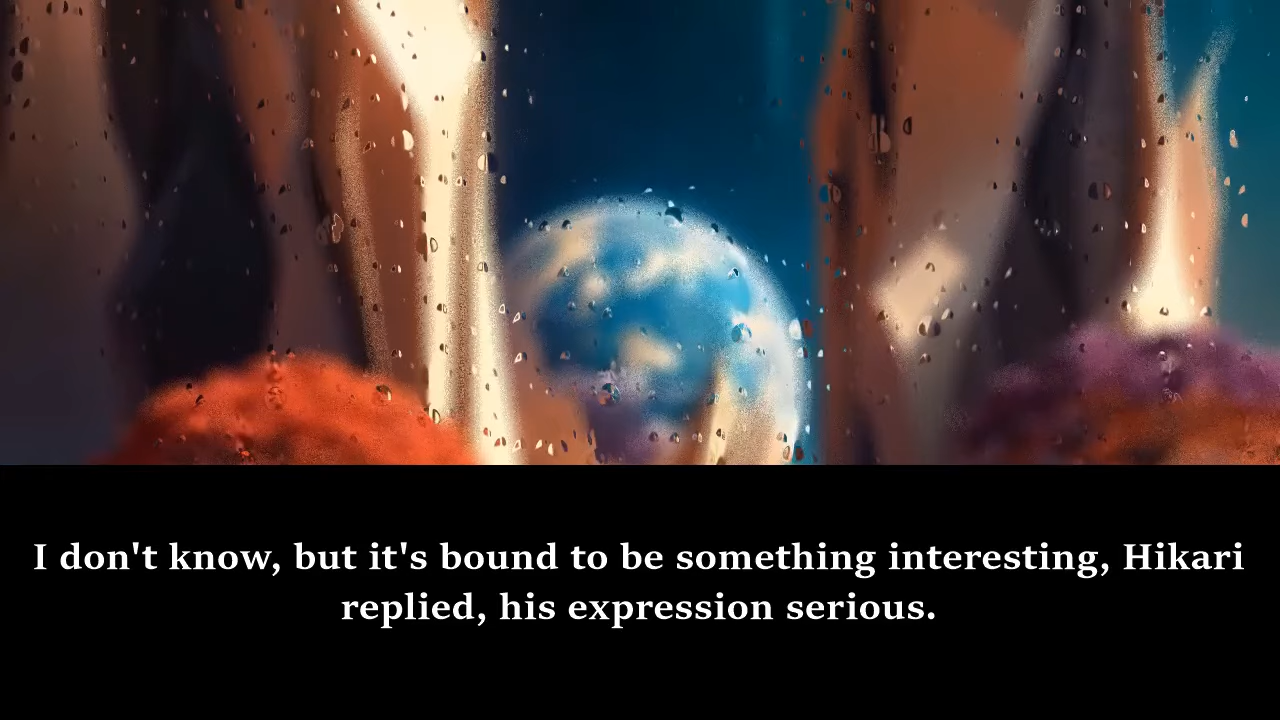 I don't know, but it's bound to be something interesting, Hikari
replied, his expression serious.